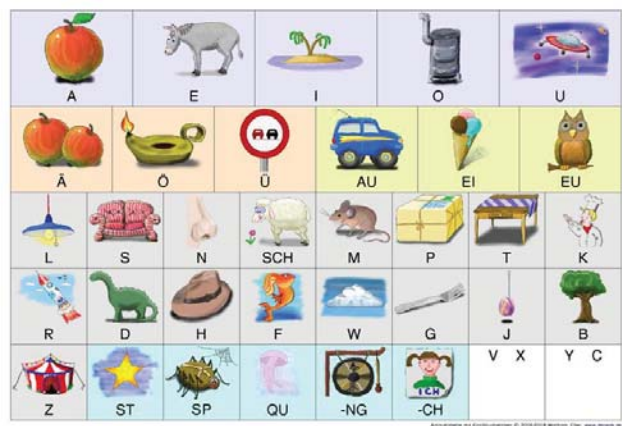 A E I O U
Ä Ö Ü AU EI EU
L S N SCH M P T K
R D H F W G J B
ICH
V X Y C
Z ST SP QU -NG -CH